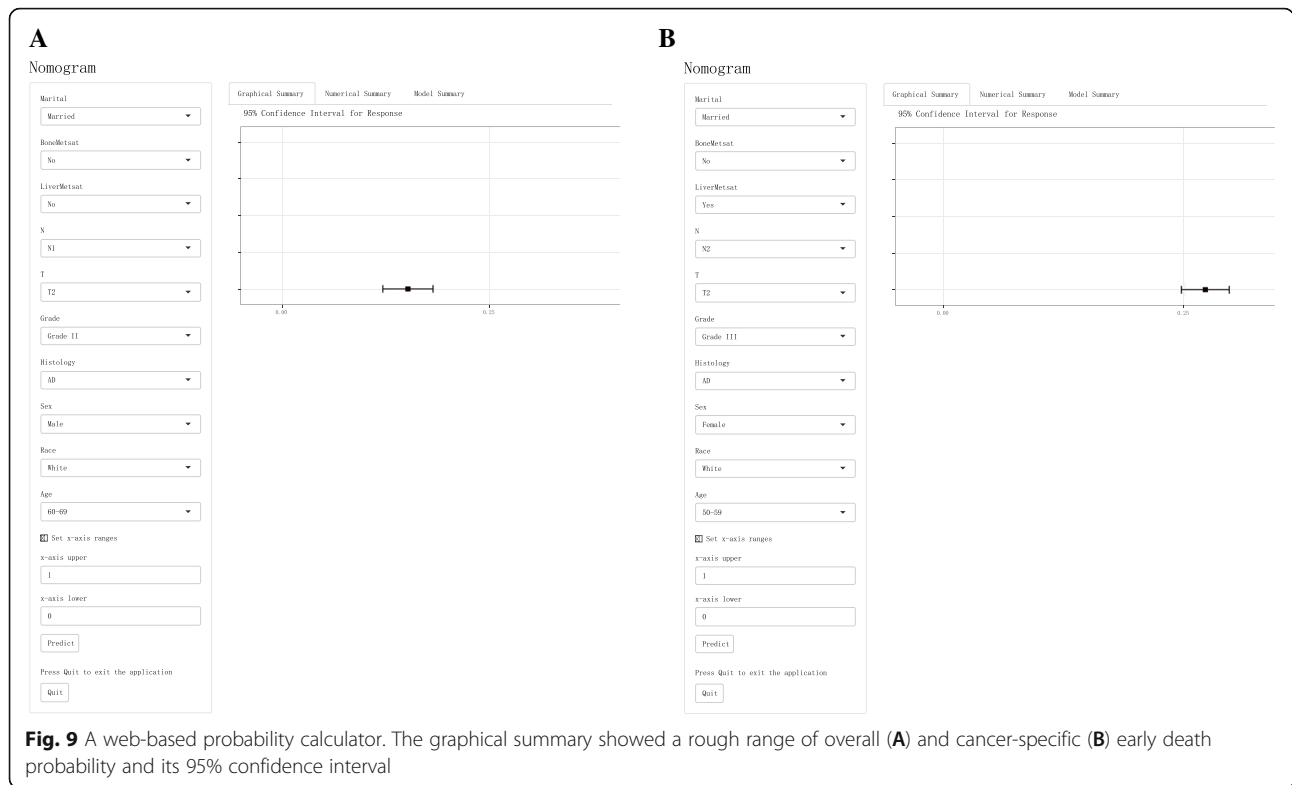 A
Nomogram
Marital
Married
BoneMetsat
No
LiverMetsat
No
N
N1
T
T2
Grade
Grade II
Histology
AD
Sex
Male
Race
White
Age
60-69
Set x-axis ranges
x-axis upper
1
x-axis lower
0
Predict
Press Quit to exit the application
Quit
Graphical Summary Numerical Summary Model Summary
95% Confidence Interval for Response
0.00 0.25
B
Nomogram
Marital
Married
BoneMetsat
No
LiverMetsat
Yes
N
N2
T
T2
Grade
Grade III
Histology
AD
Sex
Female
Race
White
Age
50-59
Set x-axis ranges
x-axis upper
1
x-axis lower
0
Predict
Press Quit to exit the application
Quit
Graphical Summary Numerical Summary Model Summary
95% Confidence Interval for Response
0.00 0.25
Fig. 9 A web-based probability calculator. The graphical summary showed a rough range of overall (A) and cancer-specific (B) early death
probability and its 95% confidence interval